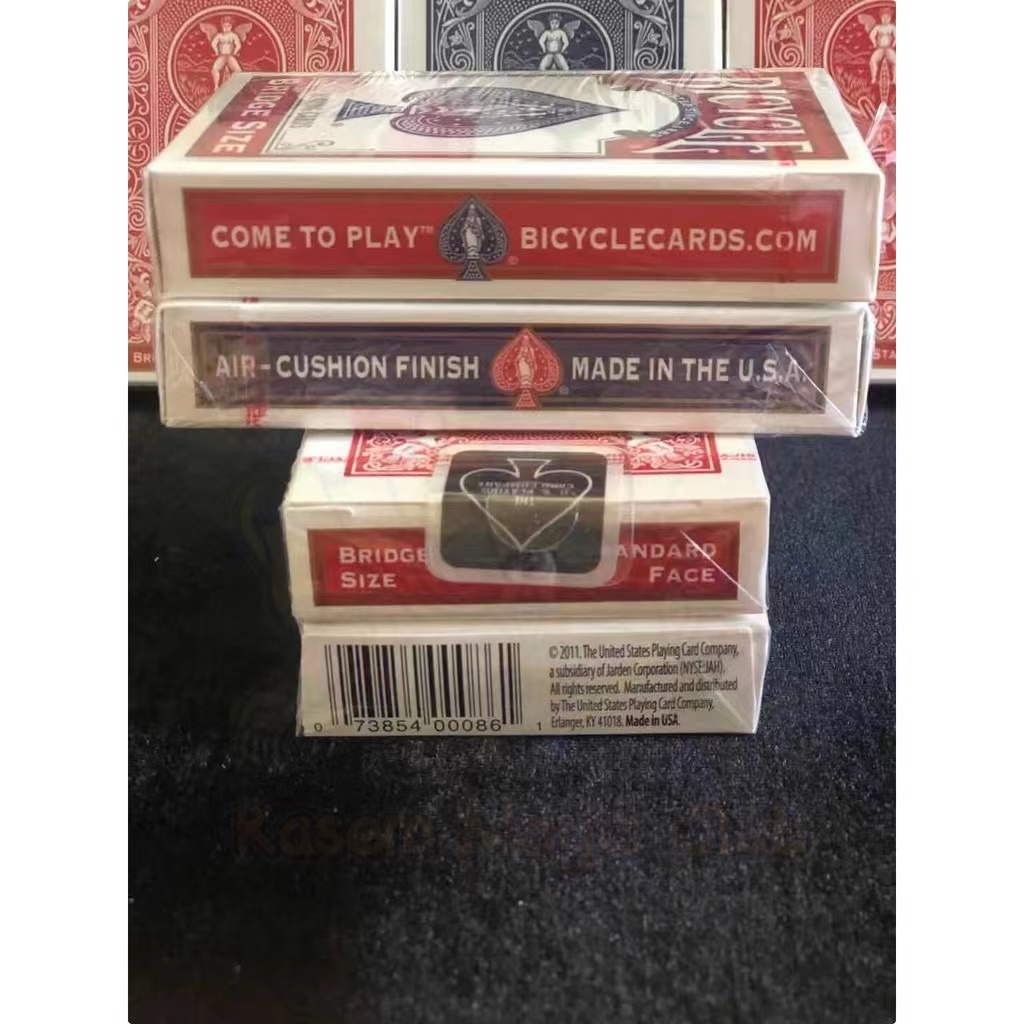 BRIDGE SIZE
BICYCLE
COME TO PLAY™ BICYCLECARDS.COM
AIR-CUSHION FINISH MADE IN THE U.S.A.
BRIDGE ANDARD
SIZE FACE
© 2011. The United States Playing Card Company,
a subsidiary of Jarden Corporation (NYSE:JAH).
All rights reserved. Manufactured and distributed
by The United States Playing Card Company,
Erlanger, KY 41018. Made in USA.
0 73854 00086 1